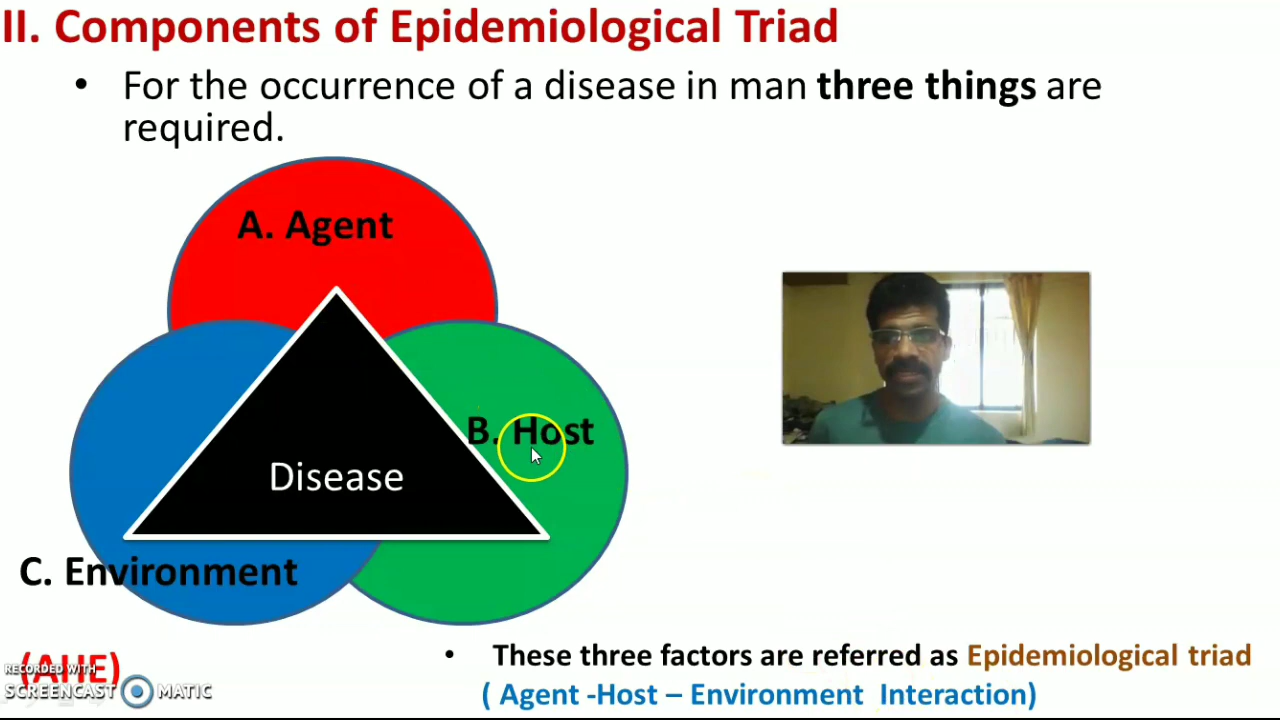 II. Components of Epidemiological Triad
• For the occurrence of a disease in man three things are
required.
A. Agent
B. Host
Disease
C. Environment
(AHE)
• These three factors are referred as Epidemiological triad
( Agent -Host – Environment Interaction)
RECORDED WITH
SCREENCAST MATIC